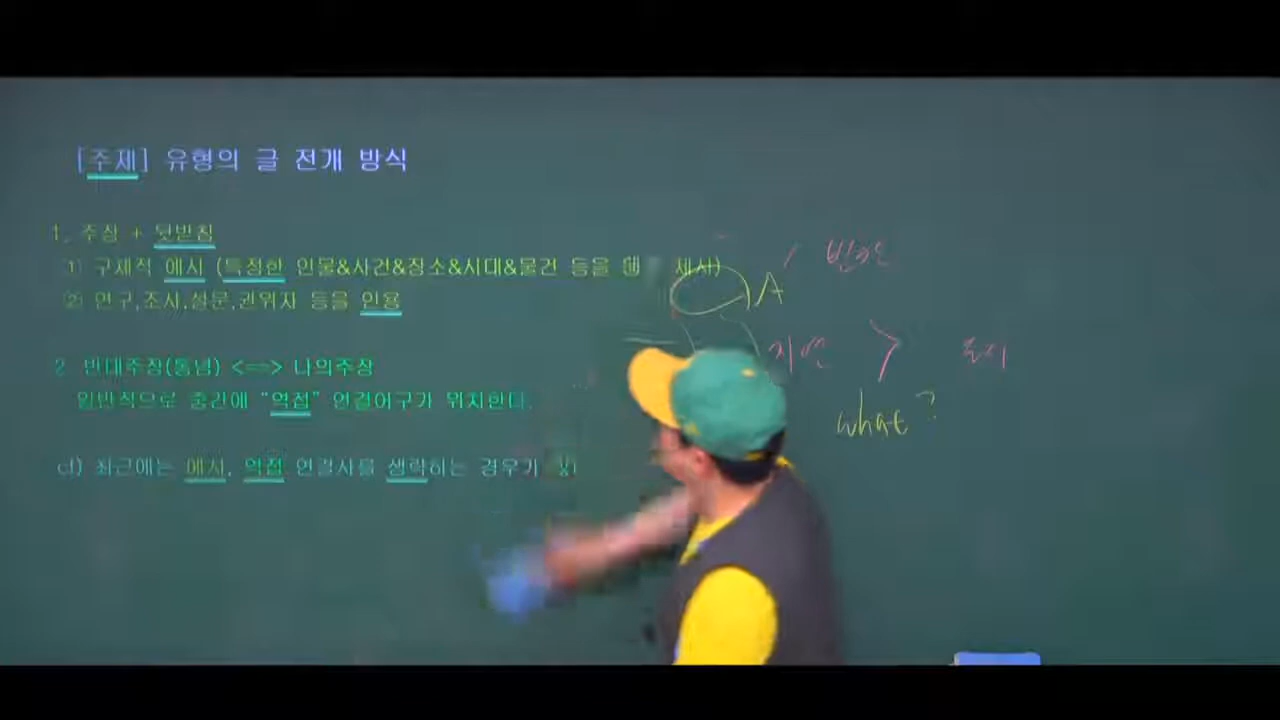 [주제] 유형의 글 전개 방식
1. 주장 + 뒷받침
1) 구체적 예시 (특정한 인물&사건&장소&시대&물건 등을
2) 연구,조사,설문,권위자 등을 인용
A
2. 반대주장(통념) <==> 나의주장
일반적으로 중간에 "역접" 연결어구가 위치한다.
what?
cf) 최근에는 예시, 역접 연결사를 생략하는 경우가